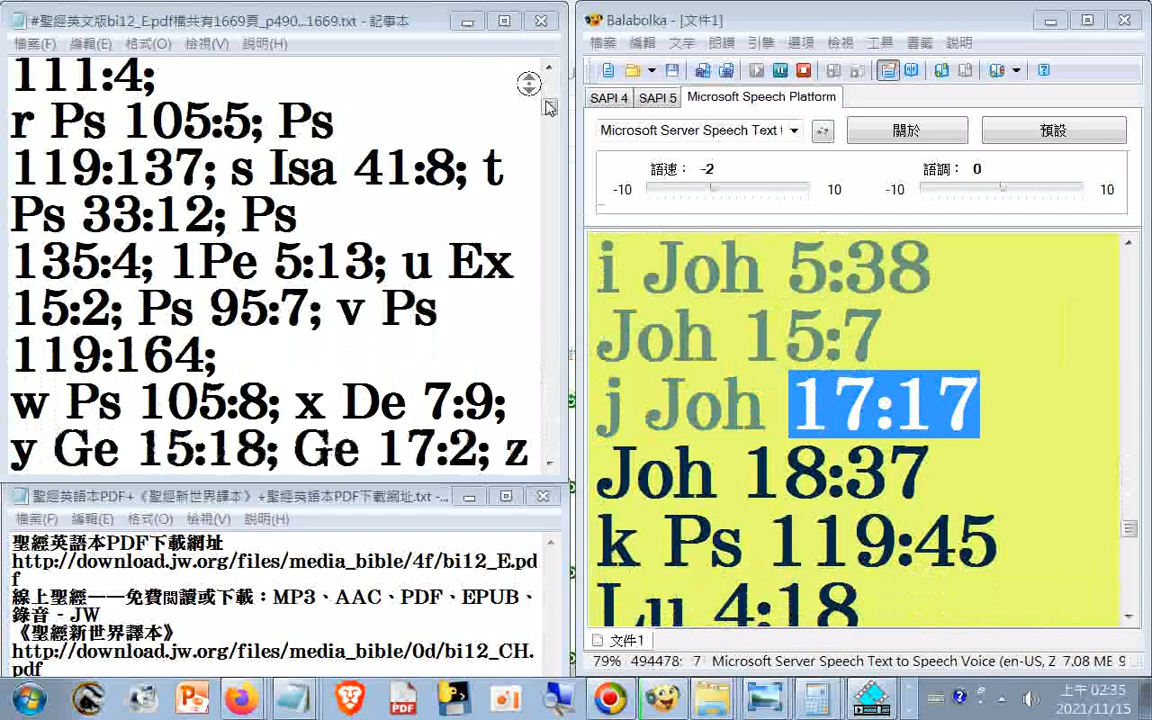 #聖經英文版bi12_E.pdf檔共有1669頁_p490...1669.txt - 記事本
檔案(F) 編輯(E) 格式(O) 檢視(V) 說明(H)
111:4;
r Ps 105:5; Ps
119:137; s Isa 41:8; t
Ps 33:12; Ps
135:4; 1Pe 5:13; u Ex
15:2; Ps 95:7; v Ps
119:164;
w Ps 105:8; x De 7:9;
y Ge 15:18; Ge 17:2; z
聖經英語本PDF+《聖經新世界譯本》+聖經英語本PDF下載網址.txt - ...
檔案(F) 編輯(E) 格式(O) 檢視(V) 說明(H)
聖經英語本PDF下載網址
http://download.jw.org/files/media_bible/4f/bi12_E.pd
f
線上聖經——免費閱讀或下載：MP3、AAC、PDF、EPUB、
錄音 - JW
《聖經新世界譯本》
http://download.jw.org/files/media_bible/0d/bi12_CH.
pdf
Balabolka - [文件1]
檔案 編輯 文字 朗讀 引擎 選項 檢視 工具 書籤 說明
SAPI 4 SAPI 5 Microsoft Speech Platform
Microsoft Server Speech Text 關於 預設
語速： -2 語調： 0
-10 10 -10 10
i Joh 5:38
Joh 15:7
j Joh 17:17
Joh 18:37
k Ps 119:45
Lu 4:18
文件1
79% 494478: 7 Microsoft Server Speech Text to Speech Voice (en-US, Z 7.08 MB 9
PDF
上午 02:35
2021/11/15